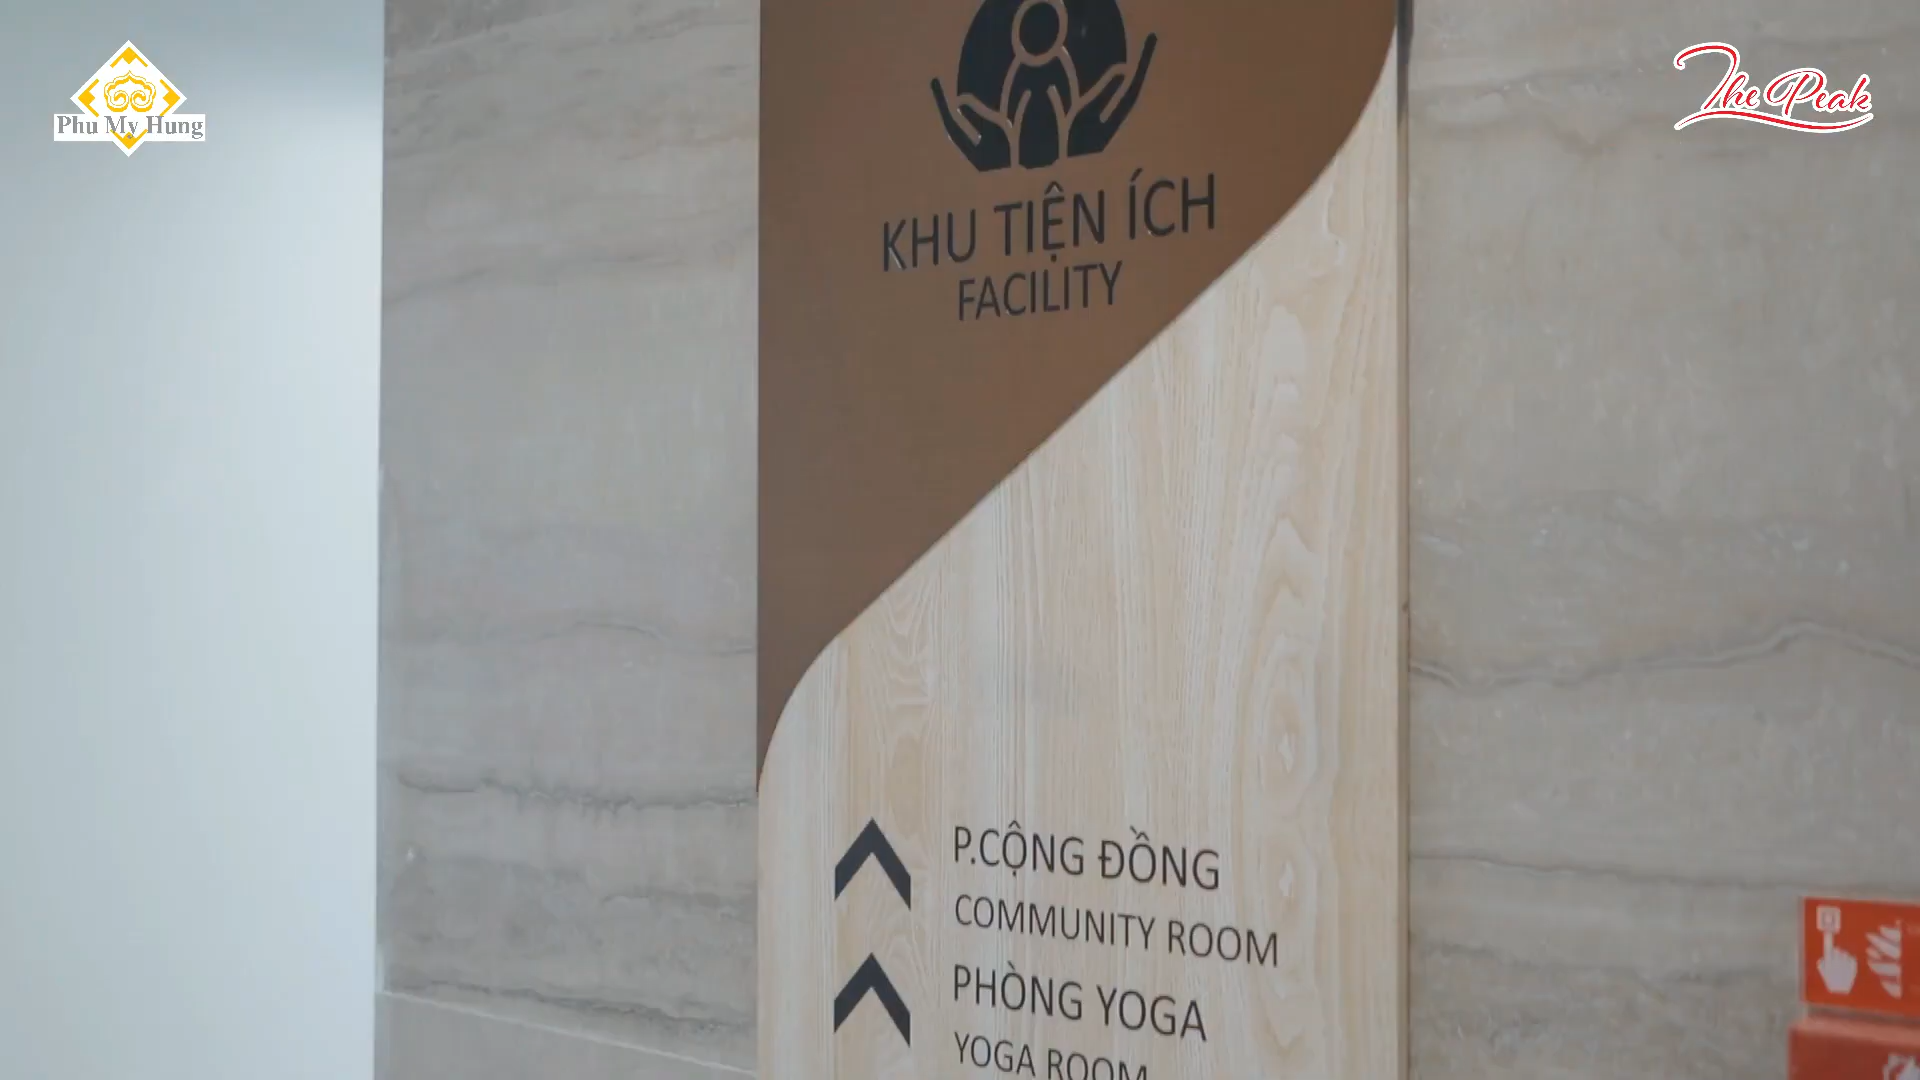 Phu My Hung
The Peak
KHU TIỆN ÍCH
FACILITY
P.CỘNG ĐỒNG
COMMUNITY ROOM
PHÒNG YOGA
YOGA ROOM